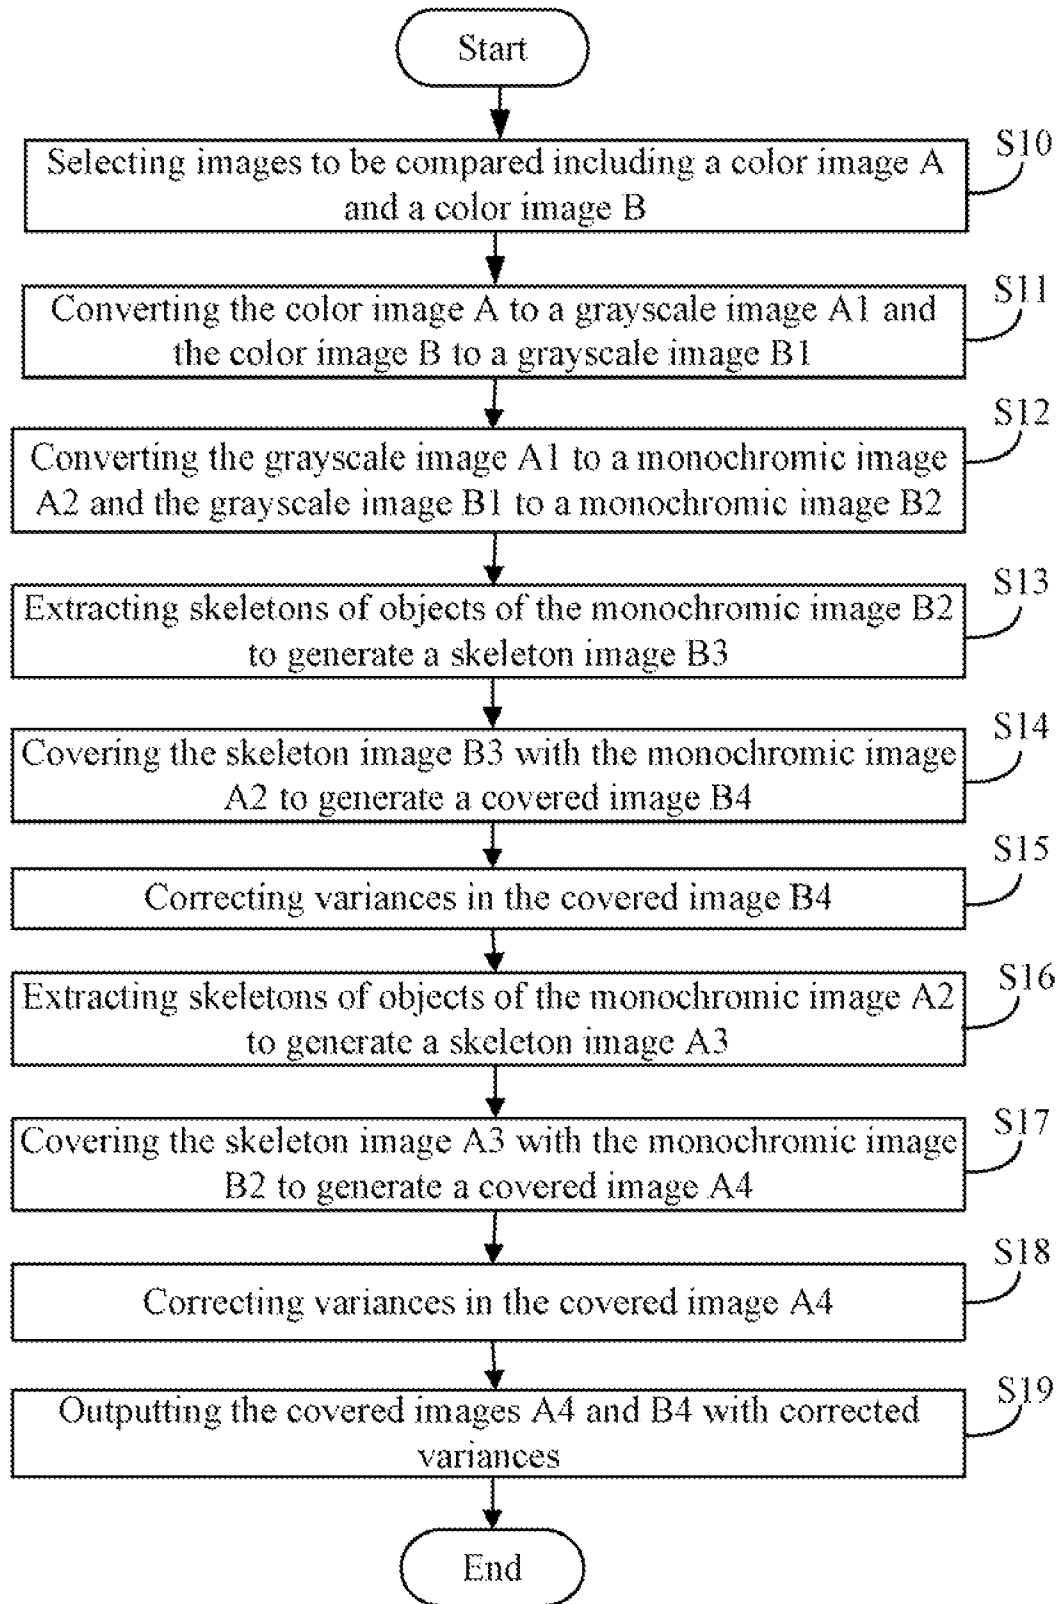 Start
S10
Selecting images to be compared including a color image A
and a color image B
S11
Converting the color image A to a grayscale image A1 and
the color image B to a grayscale image B1
S12
Converting the grayscale image A1 to a monochromic image
A2 and the grayscale image B1 to a monochromic image B2
S13
Extracting skeletons of objects of the monochromic image B2
to generate a skeleton image B3
S14
Covering the skeleton image B3 with the monochromic image
A2 to generate a covered image B4
S15
Correcting variances in the covered image B4
S16
Extracting skeletons of objects of the monochromic image A2
to generate a skeleton image A3
S17
Covering the skeleton image A3 with the monochromic image
B2 to generate a covered image A4
S18
Correcting variances in the covered image A4
S19
Outputting the covered images A4 and B4 with corrected
variances
End